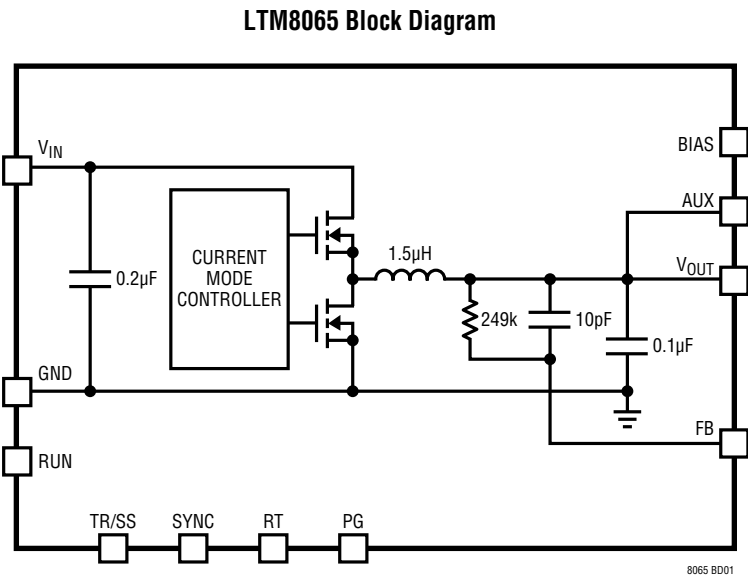 LTM8065 Block Diagram
VIN
BIAS
AUX
VOUT
1.5μH
CURRENT
MODE
CONTROLLER
0.2μF
249k
10pF
0.1μF
GND
FB
RUN
TR/SS
SYNC
RT
PG
8065 BD01